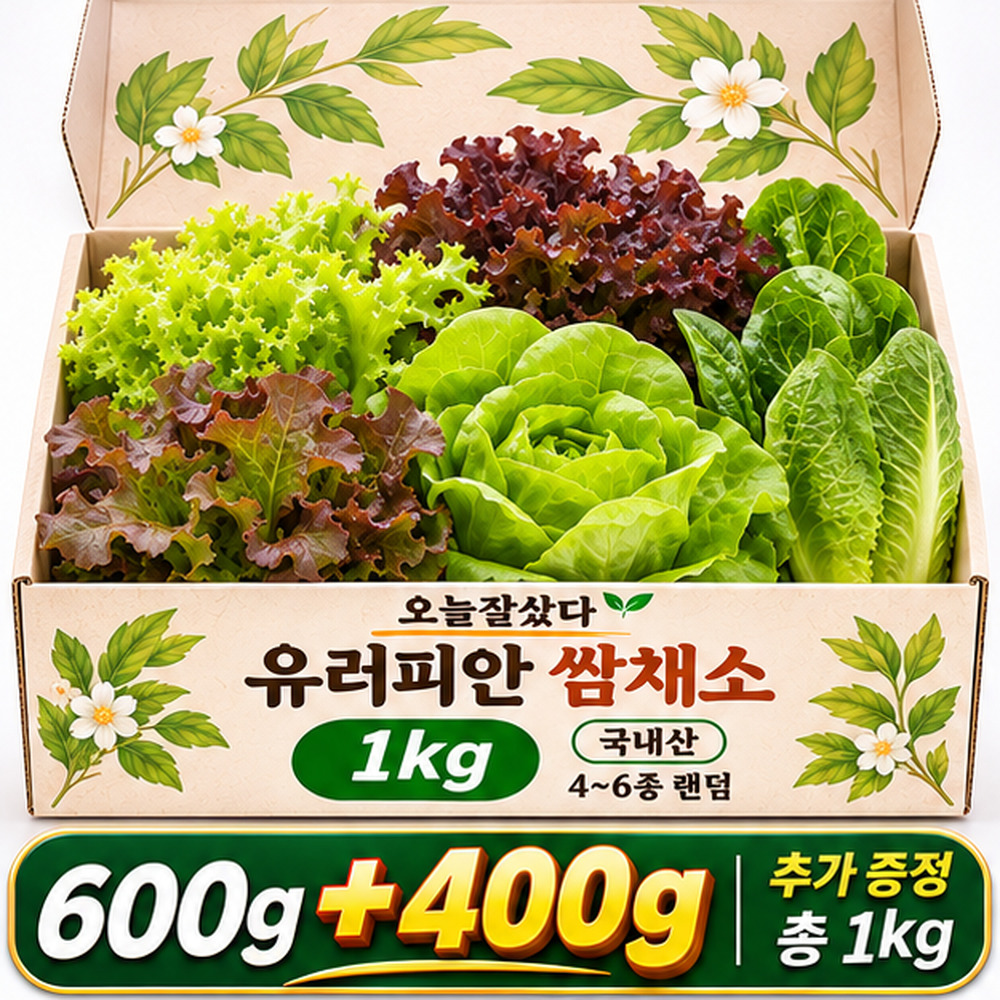 오늘잘샀다
유러피안 쌈채소
1kg
국내산
4~6종 랜덤
600g+400g
추가 증정
총 1kg